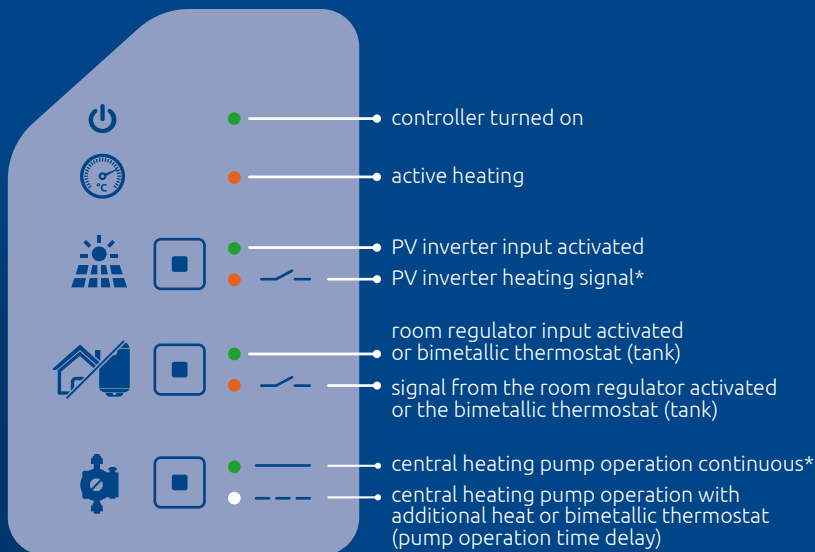 controller turned on
°C
active heating
PV inverter input activated
PV inverter heating signal*
room regulator input activated
or bimetallic thermostat (tank)
signal from the room regulator activated
or the bimetallic thermostat (tank)
central heating pump operation continuous*
central heating pump operation with
additional heat or bimetallic thermostat
(pump operation time delay)